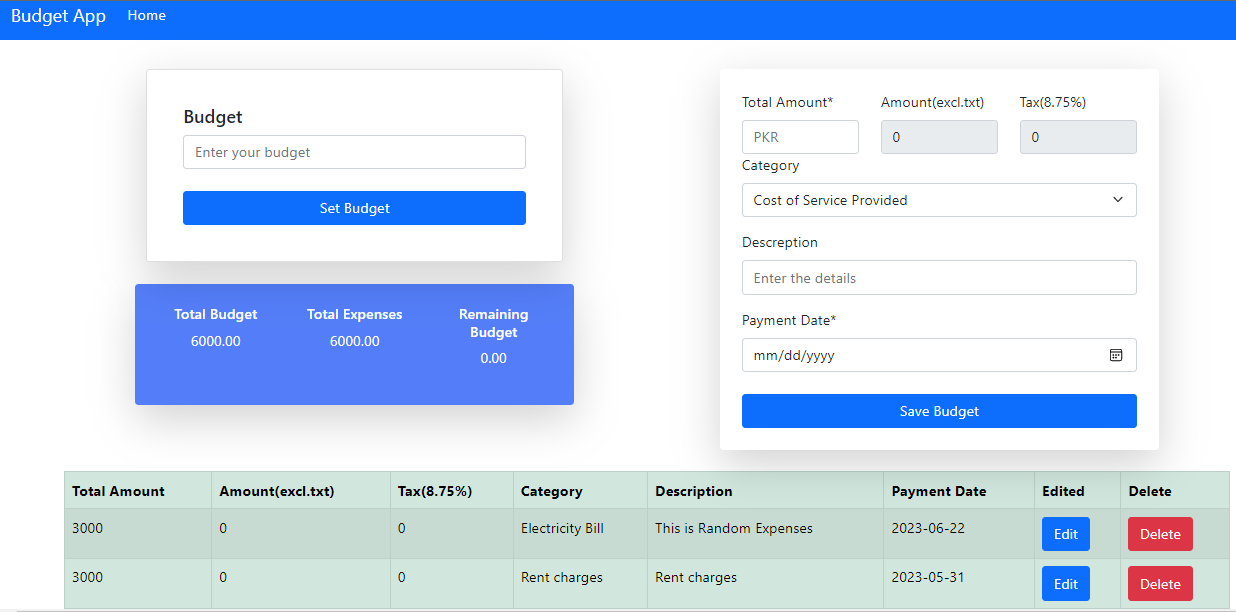 Budget App Home
Budget
Enter your budget
Set Budget
Total Budget Total Expenses Remaining Budget
6000.00 6000.00 0.00
Total Amount* Amount(excl.txt) Tax(8.75%)
PKR 0 0
Category
Cost of Service Provided
Descreption
Enter the details
Payment Date*
mm/dd/yyyy
Save Budget
Total Amount Amount(excl.txt) Tax(8.75%) Category Description Payment Date Edited Delete
3000 0 0 Electricity Bill This is Random Expenses 2023-06-22 Edit Delete
3000 0 0 Rent charges Rent charges 2023-05-31 Edit Delete